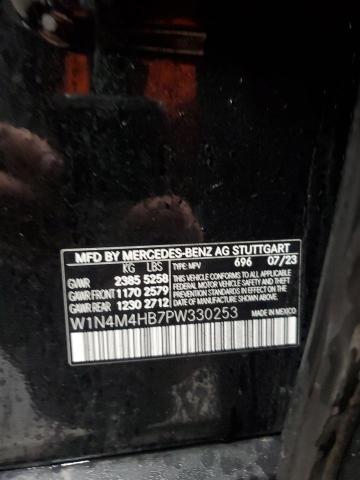 MFD BY MERCEDES-BENZ AG STUTTGART
KG LBS TYPE: MPV 696 07/23
GAWR 2385 5258 THIS VEHICLE CONFORMS TO ALL APPLICABLE
GAWR FRONT 1170 2579 FEDERAL MOTOR VEHICLE SAFETY AND
GAWR REAR 1250 2712 THEFT PREVENTION STANDARDS IN EFFECT
ON THE DATE OF MANUFACTURE SHOWN ABOVE.
W1N4M4HB7PW330253
MADE IN MEXICO